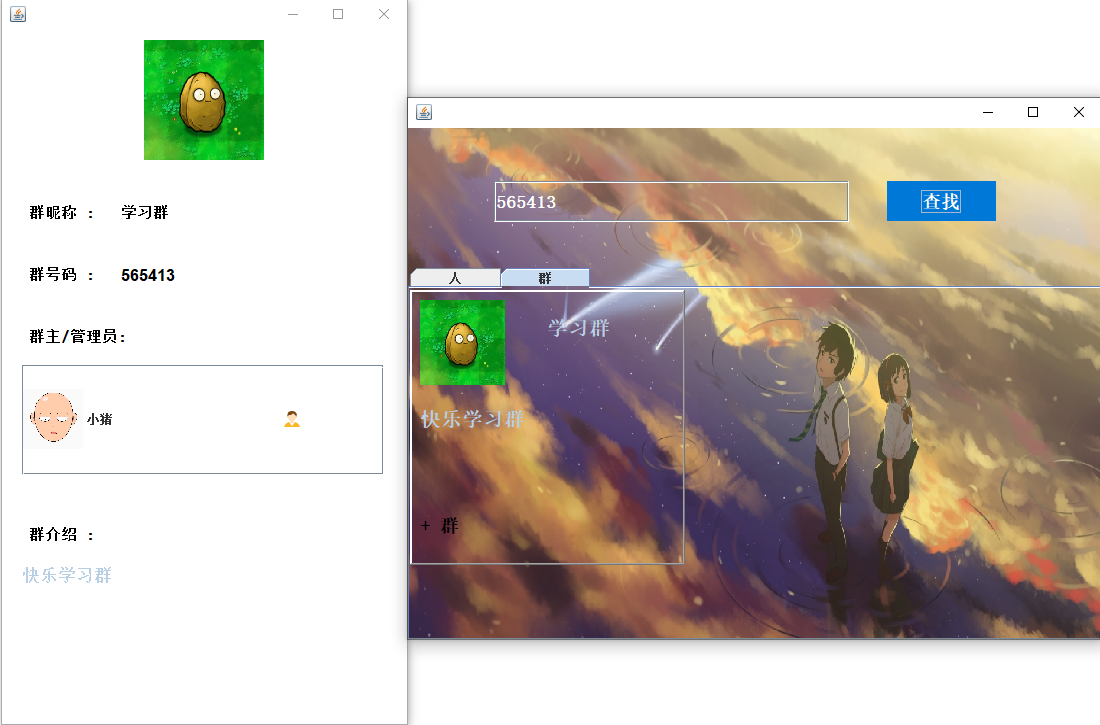 群昵称 : 学习群
群号码 : 565413
群主/管理员:
小猪
群介绍 :
快乐学习群
565413 查找
人 群
学习群
快乐学习群
+ 群